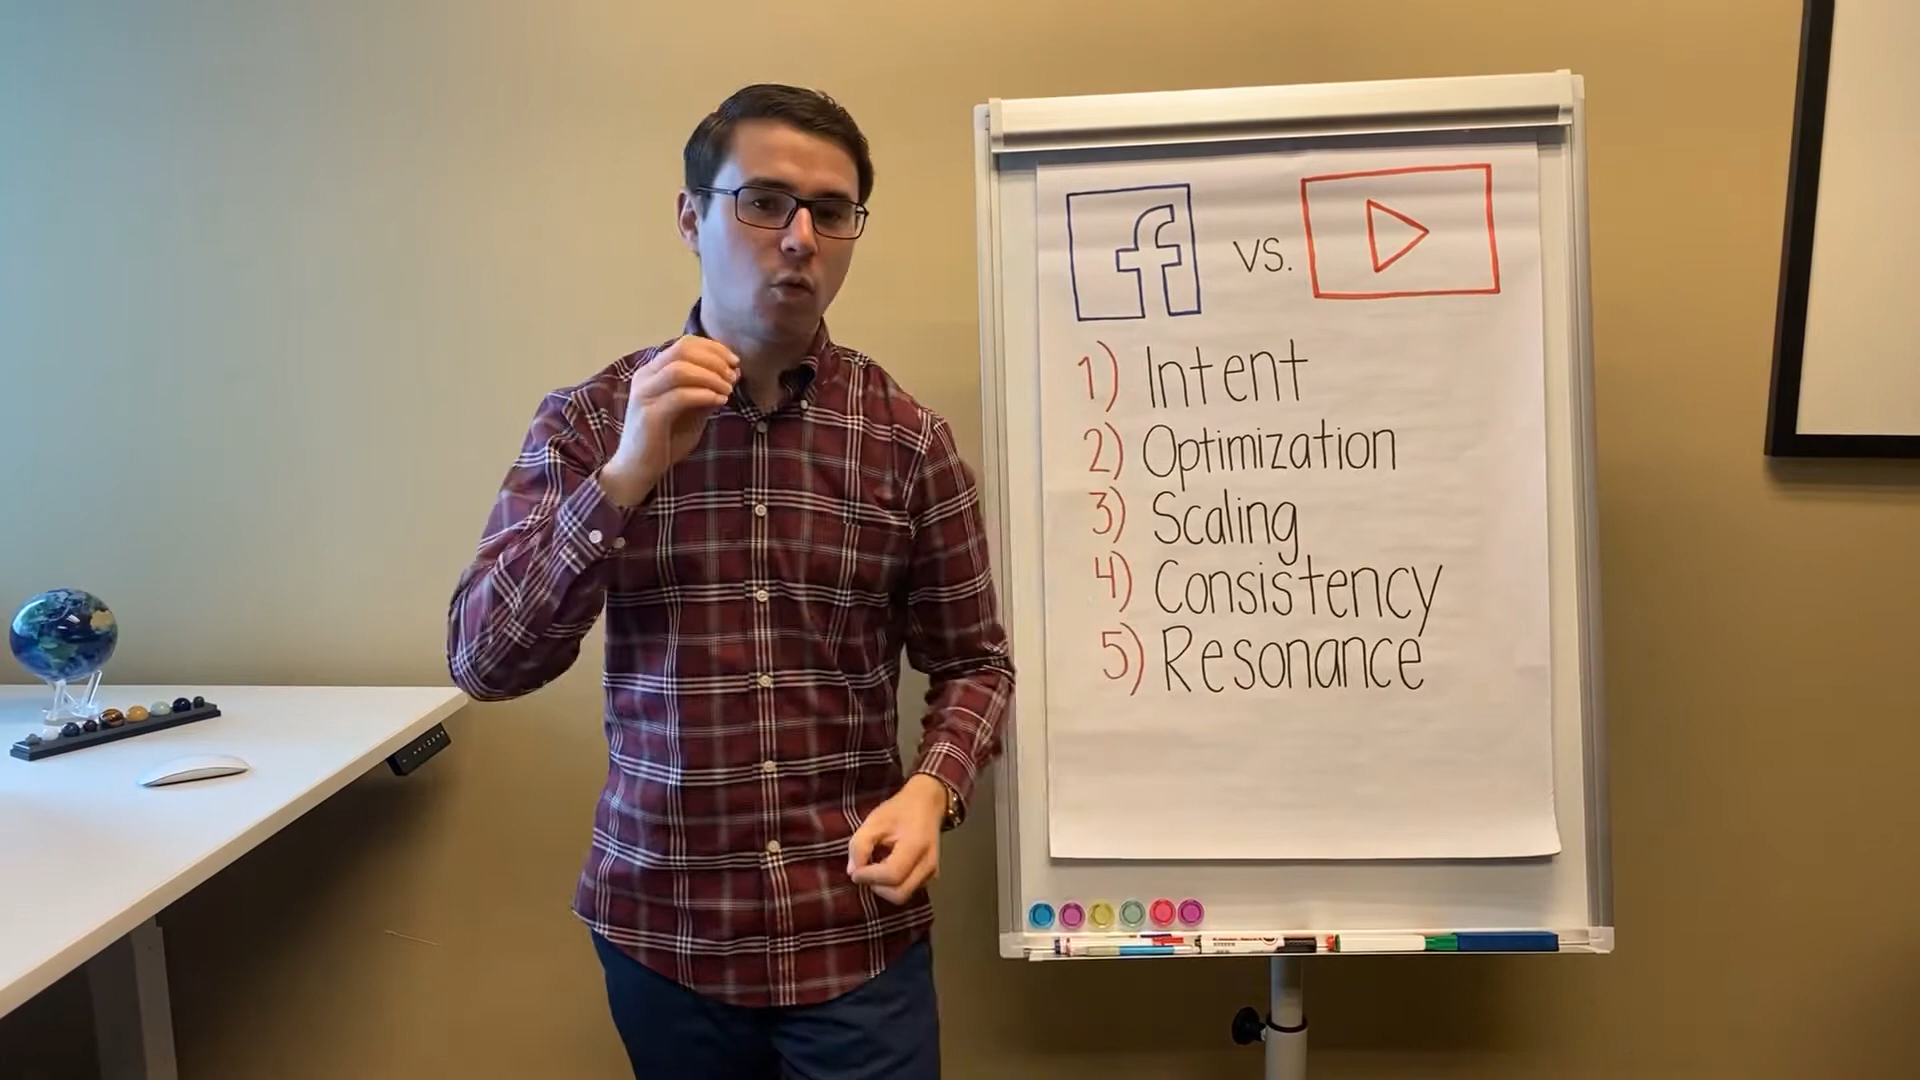 f vs.
1) Intent
2) Optimization
3) Scaling
4) Consistency
5) Resonance